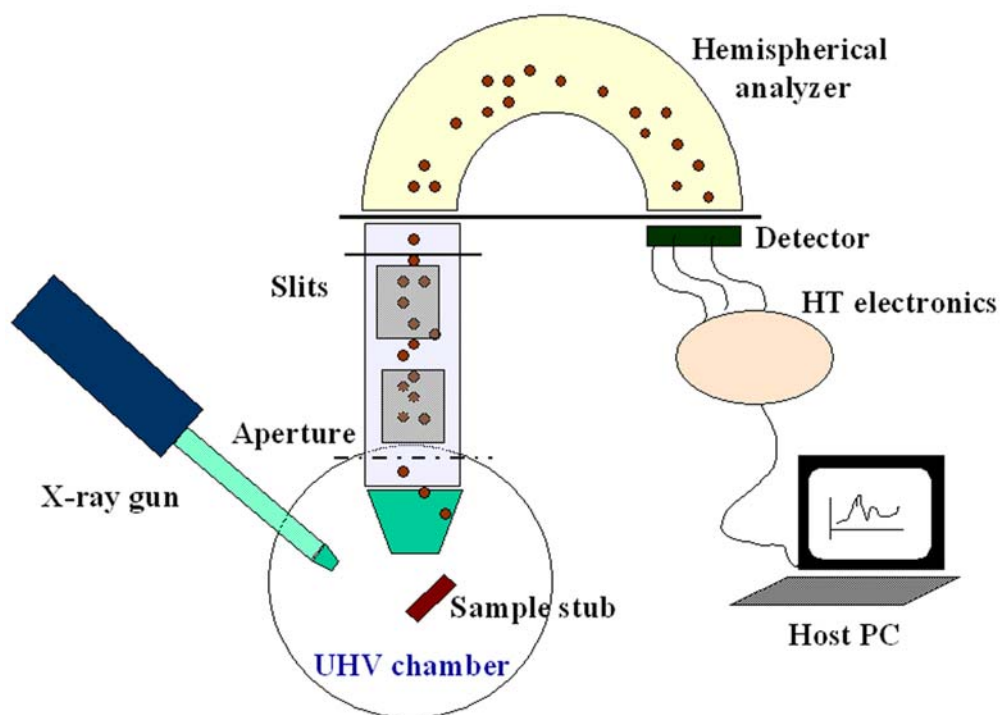 Hemispherical
analyzer
Detector
Slits
HT electronics
Aperture
X-ray gun
Sample stub
Host PC
UHV chamber